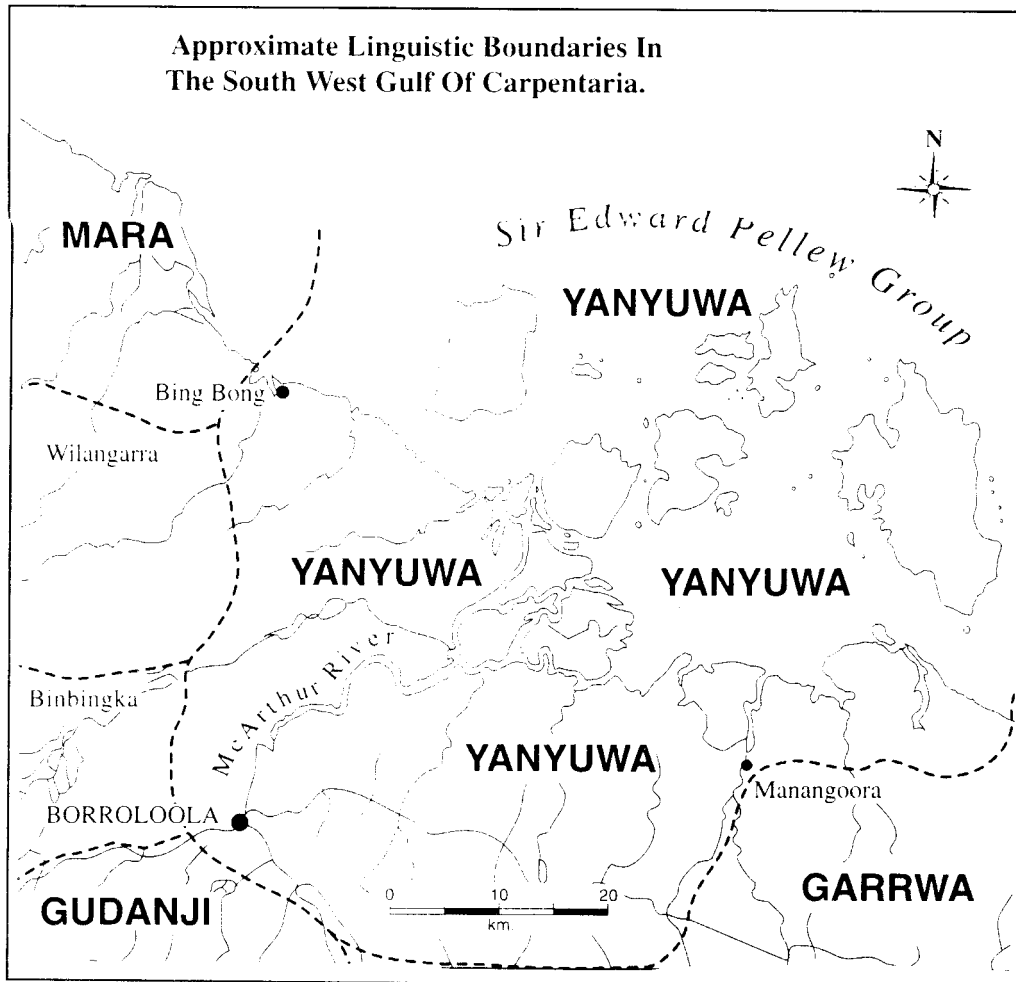 Approximate Linguistic Boundaries In
The South West Gulf Of Carpentaria.
N
MARA
Sir Edward Pellew Group
YANYUWA
Bing Bong
Wilangarra
YANYUWA
YANYUWA
McArthur River
Binbingka
YANYUWA
Manangoora
BORROLOOLA
GUDANJI
GARRWA
0 10 20
km.